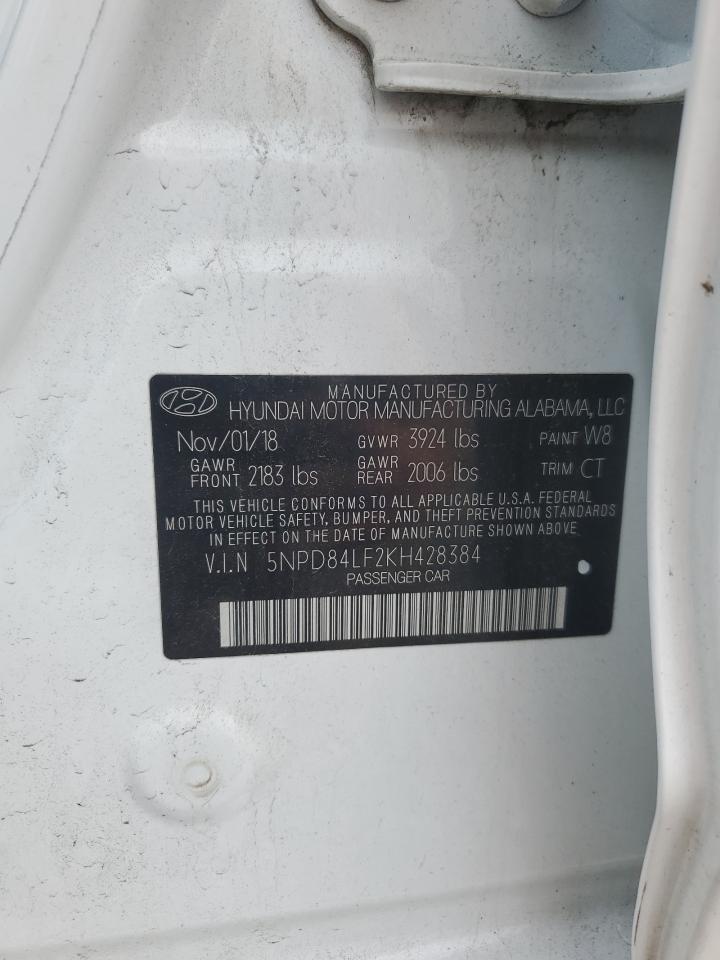 MANUFACTURED BY
HYUNDAI MOTOR MANUFACTURING ALABAMA, LLC
Nov/01/18 GVWR 3924 lbs PAINT W8
GAWR FRONT 2183 lbs GAWR REAR 2006 lbs TRIM CT
THIS VEHICLE CONFORMS TO ALL APPLICABLE U.S.A. FEDERAL
MOTOR VEHICLE SAFETY, BUMPER, AND THEFT PREVENTION STANDARDS
IN EFFECT ON THE DATE OF MANUFACTURE SHOWN ABOVE
V.I.N 5NPD84LF2KH428384
PASSENGER CAR